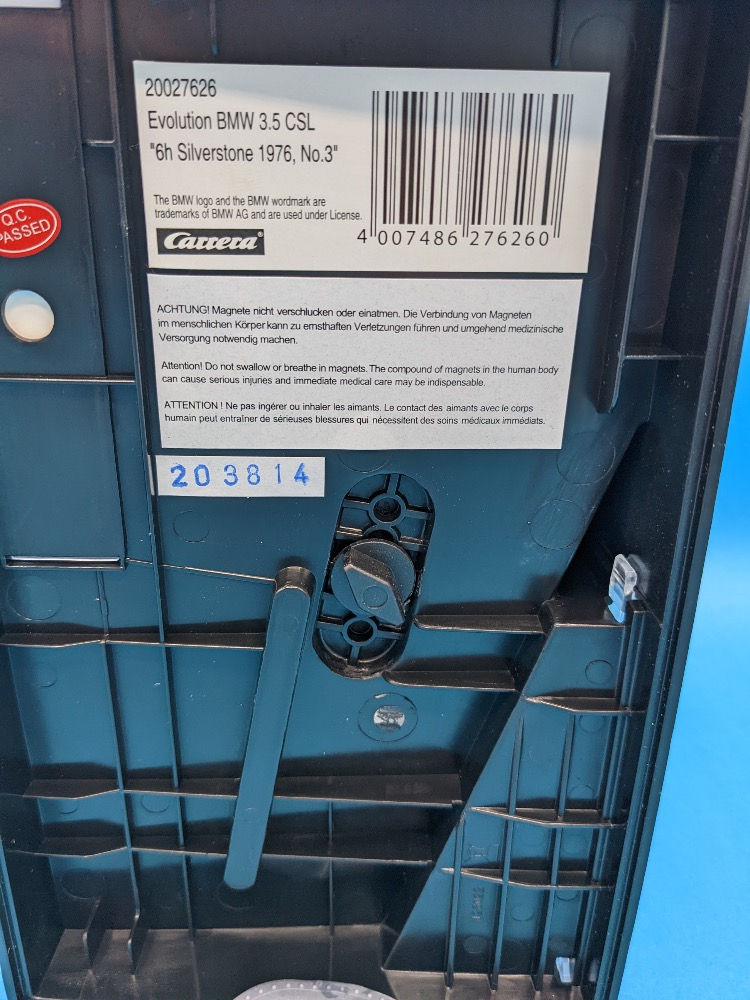 20027626
Evolution BMW 3.5 CSL
"6h Silverstone 1976, No.3"
The BMW logo and the BMW wordmark are
trademarks of BMW AG and are used under License.
Carrera®
4 007486 276260
Q.C.
PASSED
ACHTUNG! Magnete nicht verschlucken oder einatmen. Die Verbindung von Magneten
im menschlichen Körper kann zu ernsthaften Verletzungen führen und umgehend medizinische
Versorgung notwendig machen.
Attention! Do not swallow or breathe in magnets. The compound of magnets in the human body
can cause serious injuries and immediate medical care may be indispensable.
ATTENTION ! Ne pas ingérer ou inhaler les aimants. Le contact des aimants avec le corps
humain peut entraîner de sérieuses blessures qui nécessitent des soins médicaux immédiats.
203814